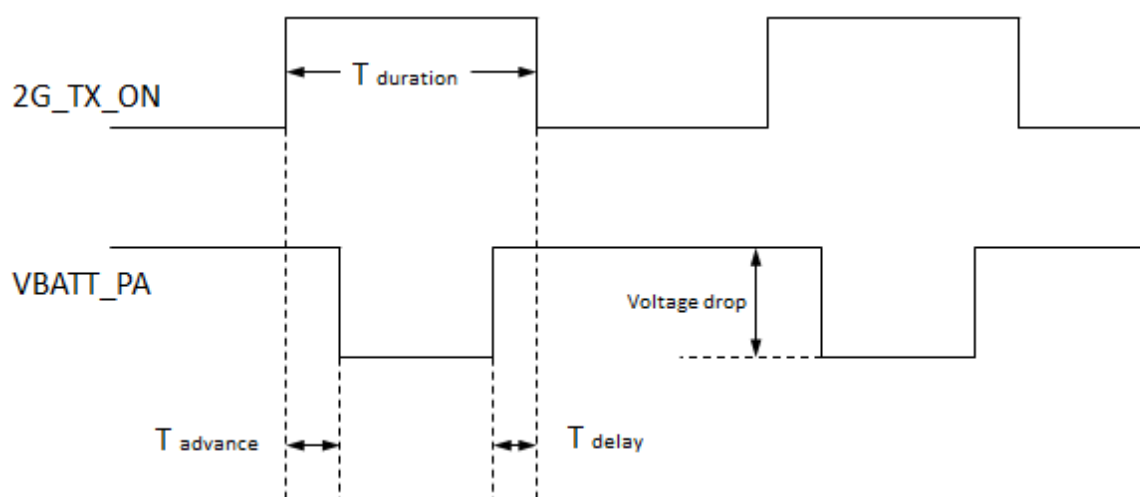 T duration
2G_TX_ON
VBATT_PA
Voltage drop
T advance
T delay